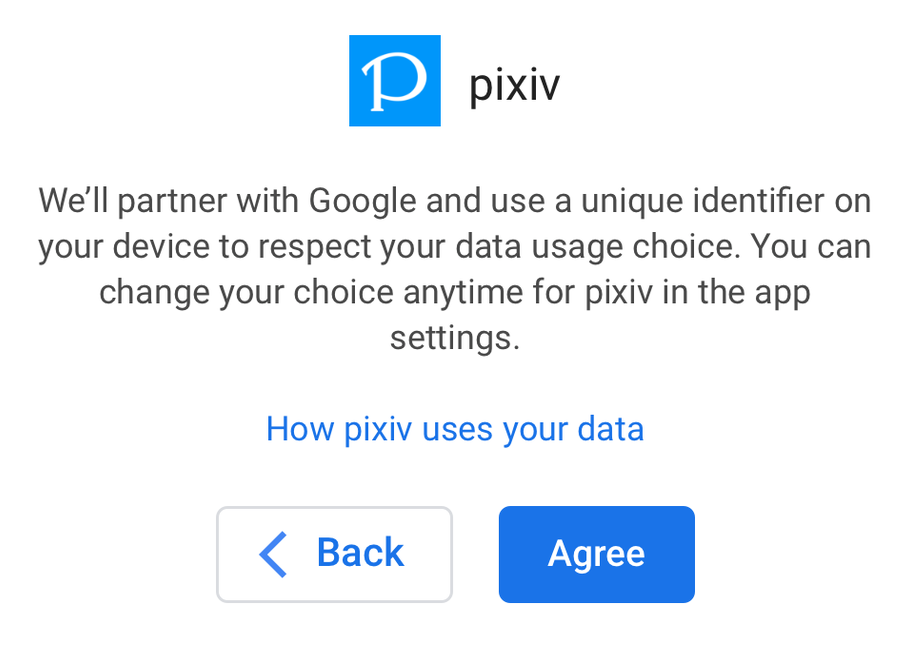 pixiv
We’ll partner with Google and use a unique identifier on
your device to respect your data usage choice. You can
change your choice anytime for pixiv in the app
settings.
How pixiv uses your data
Back
Agree